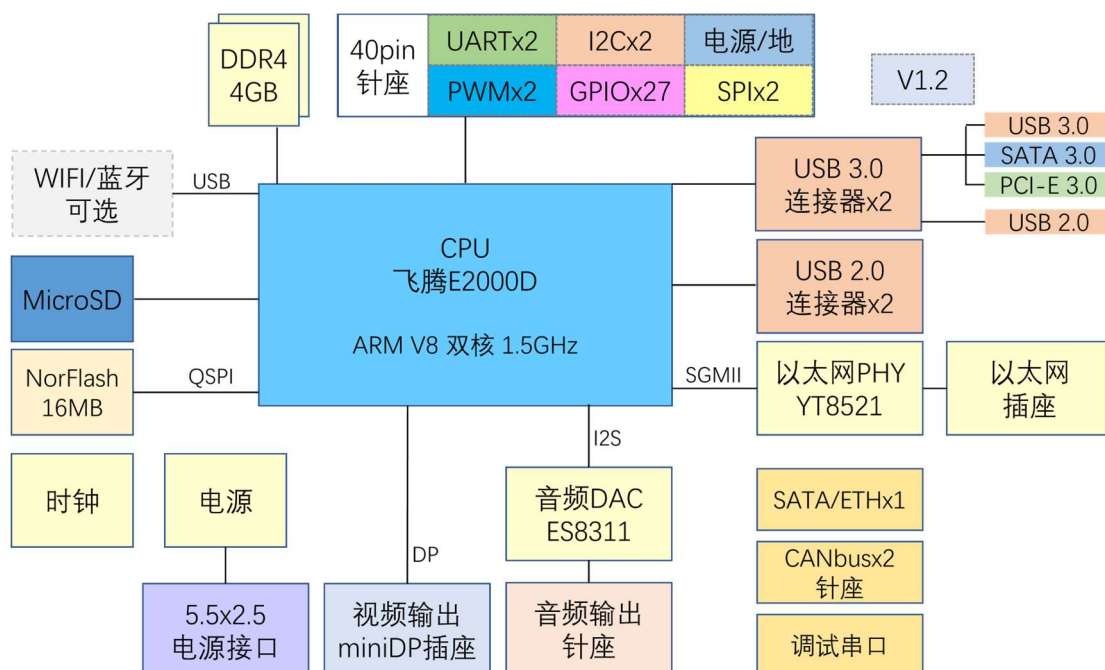 DDR4
4GB
40pin
针座
UARTx2
I2Cx2
电源/地
PWMx2
GPIOx27
SPIx2
V1.2
WIFI/蓝牙
可选
USB
CPU
飞腾E2000D
ARM V8 双核 1.5GHz
USB 3.0
连接器x2
USB 3.0
SATA 3.0
PCI-E 3.0
USB 2.0
MicroSD
USB 2.0
连接器x2
NorFlash
16MB
QSPI
SGMII
以太网PHY
YT8521
以太网
插座
I2S
时钟
电源
音频DAC
ES8311
SATA/ETHx1
DP
CANbusx2
针座
5.5x2.5
电源接口
视频输出
miniDP插座
音频输出
针座
调试串口